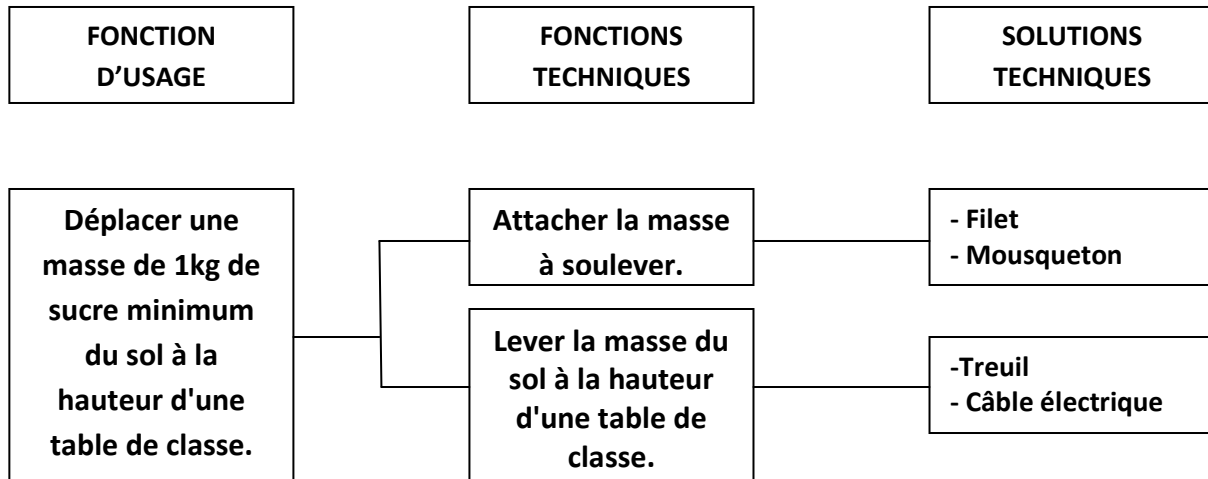 FONCTION
D’USAGE
FONCTIONS
TECHNIQUES
SOLUTIONS
TECHNIQUES
Déplacer une
masse de 1kg de
sucre minimum
du sol à la
hauteur d'une
table de classe.
Attacher la masse
à soulever.
Lever la masse du
sol à la hauteur
d'une table de
classe.
- Filet
- Mousqueton
-Treuil
- Câble électrique